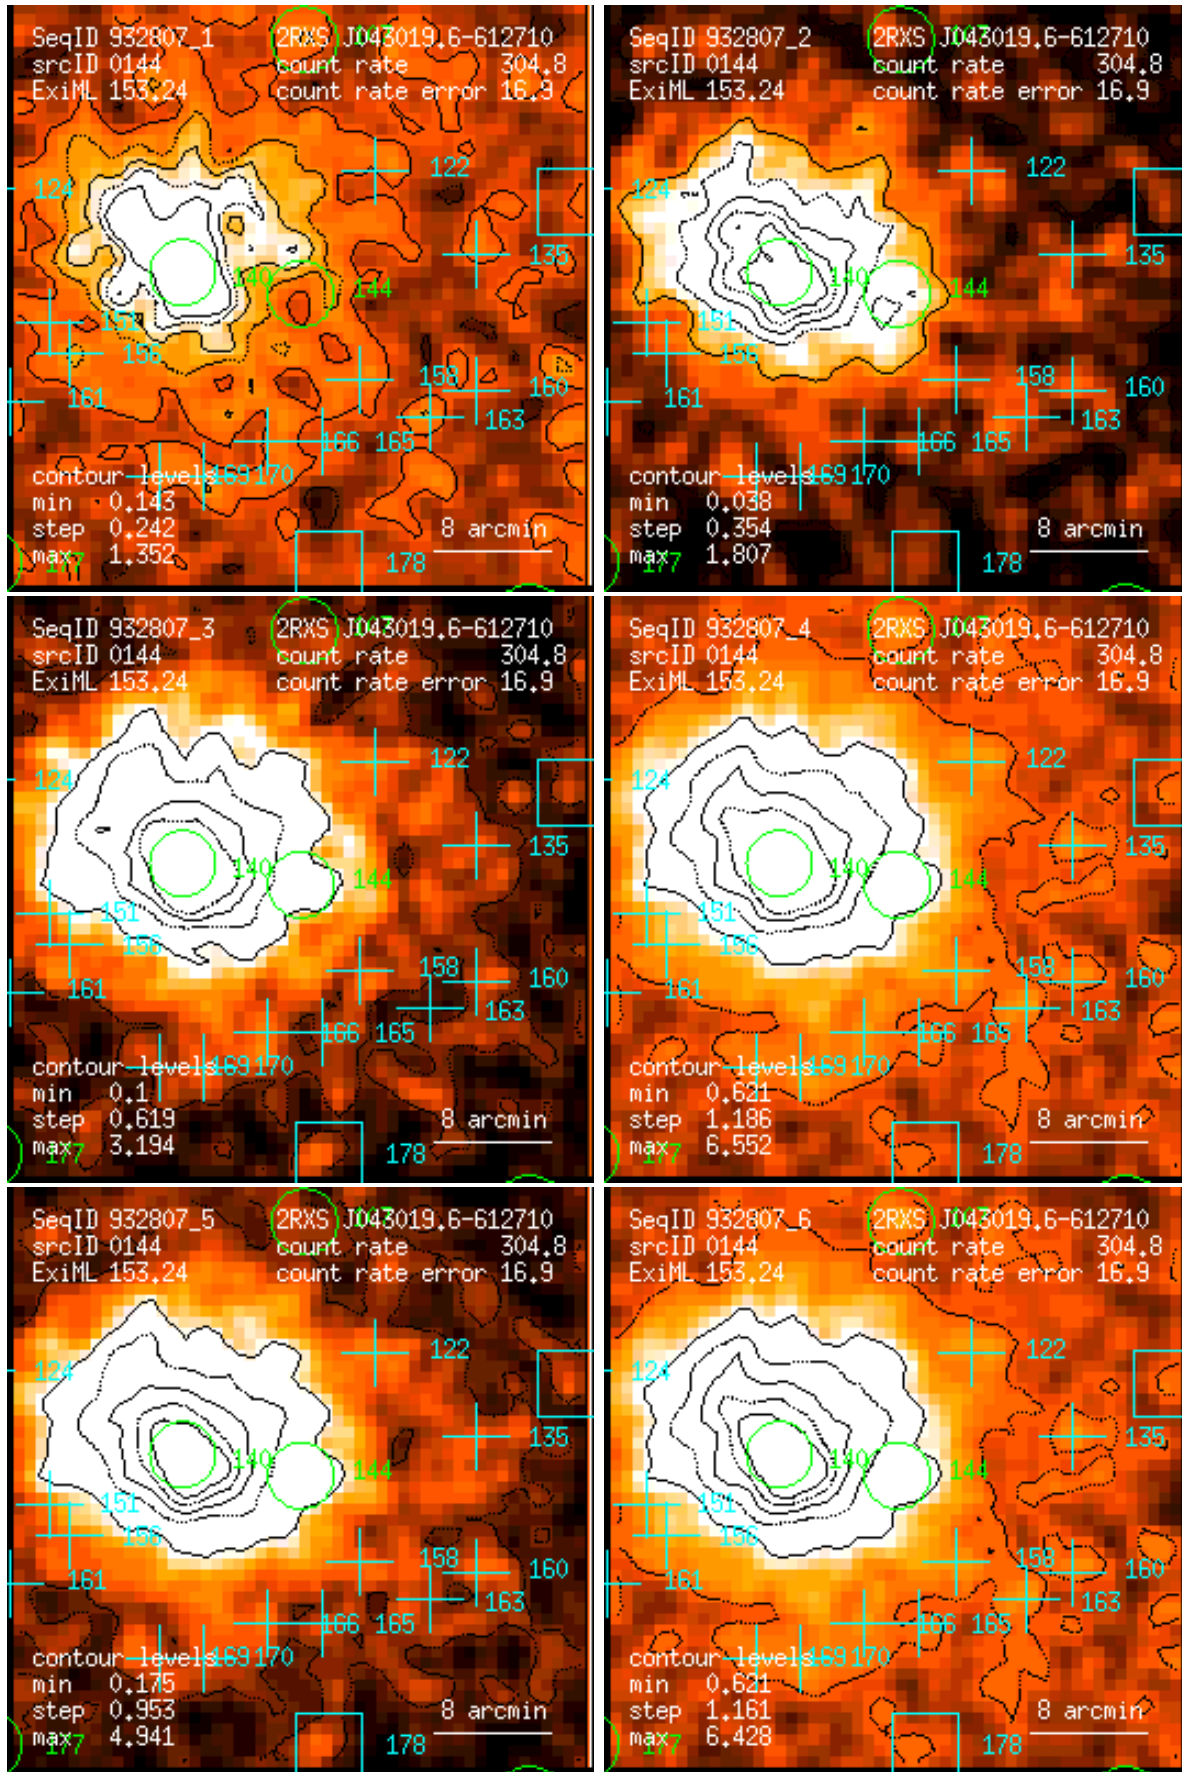 SeqID 932807_1 2RXS J043019.6-612710
srcID 0144 count rate 304.8
ExiML 153.24 count rate error 16.9
122
124
135
140 144
151
156
158 160
161 163
166 165
contour levels 169 170
min 0.143
step 0.242 8 arcmin
max 1.352
177 178
SeqID 932807_2 2RXS J043019.6-612710
srcID 0144 count rate 304.8
ExiML 153.24 count rate error 16.9
122
124
135
140 144
151
156
158 160
161 163
166 165
contour levels 169 170
min 0.038
step 0.354 8 arcmin
max 1.807
177 178
SeqID 932807_3 2RXS J043019.6-612710
srcID 0144 count rate 304.8
ExiML 153.24 count rate error 16.9
122
124
135
140 144
151
156
158 160
161 163
166 165
contour levels 169 170
min 0.1
step 0.619 8 arcmin
max 3.194
177 178
SeqID 932807_4 2RXS J043019.6-612710
srcID 0144 count rate 304.8
ExiML 153.24 count rate error 16.9
122
124
135
140 144
151
156
158 160
161 163
166 165
contour levels 169 170
min 0.621
step 1.186 8 arcmin
max 6.552
177 178
SeqID 932807_5 2RXS J043019.6-612710
srcID 0144 count rate 304.8
ExiML 153.24 count rate error 16.9
122
124
135
140 144
151
156
158 160
161 163
166 165
contour levels 169 170
min 0.175
step 0.953 8 arcmin
max 4.941
177 178
SeqID 932807_6 2RXS J043019.6-612710
srcID 0144 count rate 304.8
ExiML 153.24 count rate error 16.9
122
124
135
140 144
151
156
158 160
161 163
166 165
contour levels 169 170
min 0.621
step 1.161 8 arcmin
max 6.428
177 178